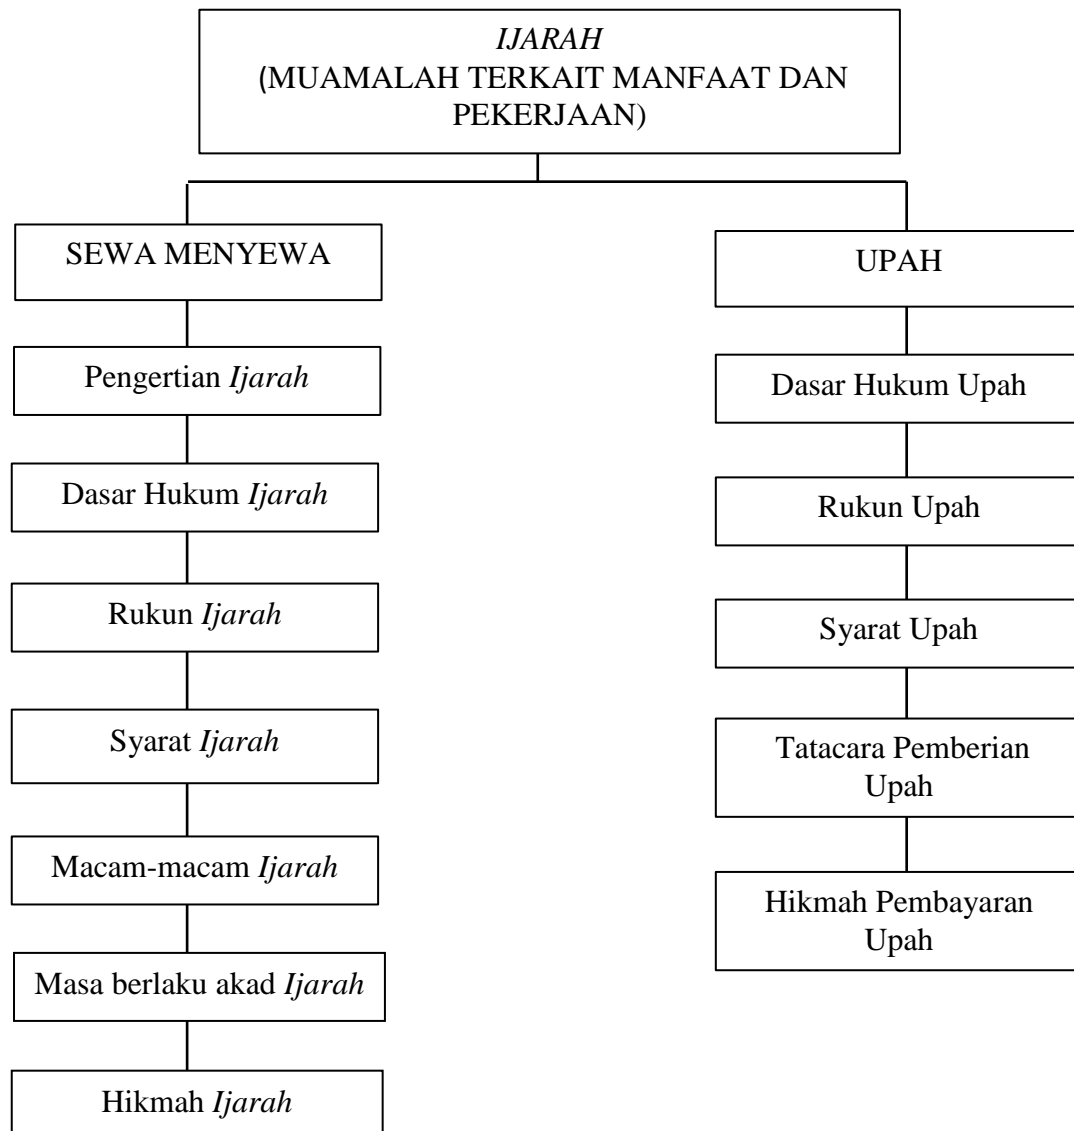 IJARAH
(MUAMALAH TERKAIT MANFAAT DAN
PEKERJAAN)
SEWA MENYEWA
Pengertian Ijarah
Dasar Hukum Ijarah
Rukun Ijarah
Syarat Ijarah
Macam-macam Ijarah
Masa berlaku akad Ijarah
Hikmah Ijarah
UPAH
Dasar Hukum Upah
Rukun Upah
Syarat Upah
Tatacara Pemberian
Upah
Hikmah Pembayaran
Upah